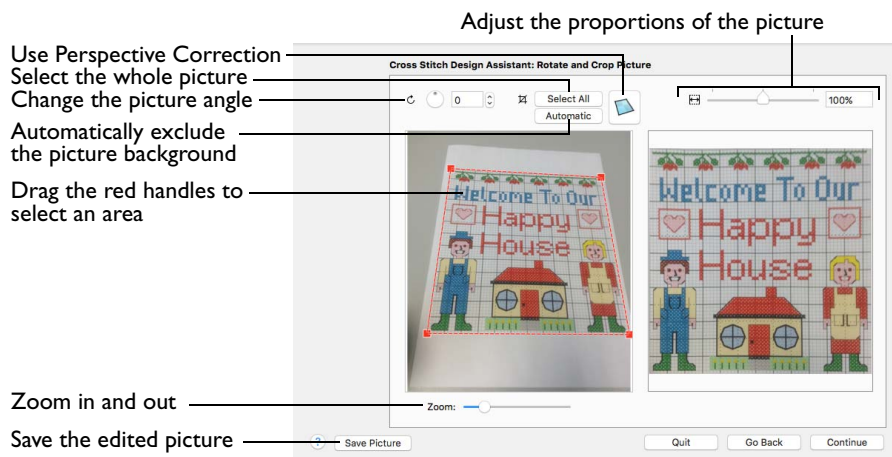 Adjust the proportions of the picture
Use Perspective Correction
Select the whole picture
Change the picture angle
Automatically exclude
the picture background
Drag the red handles to
select an area
Zoom in and out
Save the edited picture
Cross Stitch Design Assistant: Rotate and Crop Picture
0
Select All
Automatic
100%
Welcome To Our
Happy
House
Welcome To Our
Happy
House
Zoom:
?
Save Picture
Quit
Go Back
Continue